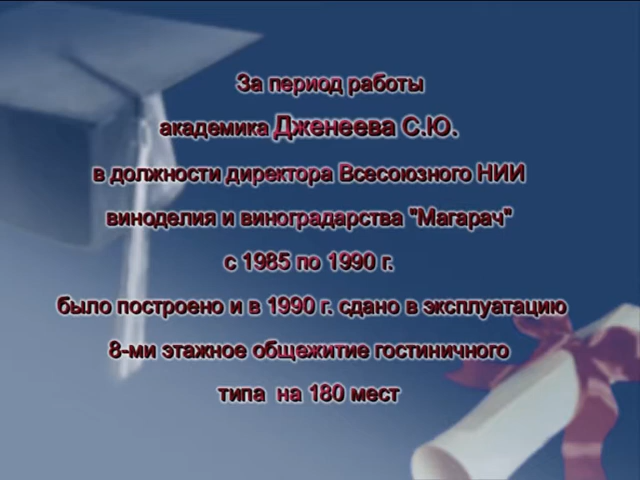 За период работы
академика Дженеева С.Ю.
в должности директора Всесоюзного НИИ
виноделия и виноградарства "Магарач"
с 1985 по 1990 г.
было построено и в 1990 г. сдано в эксплуатацию
8-ми этажное общежитие гостиничного
типа на 180 мест